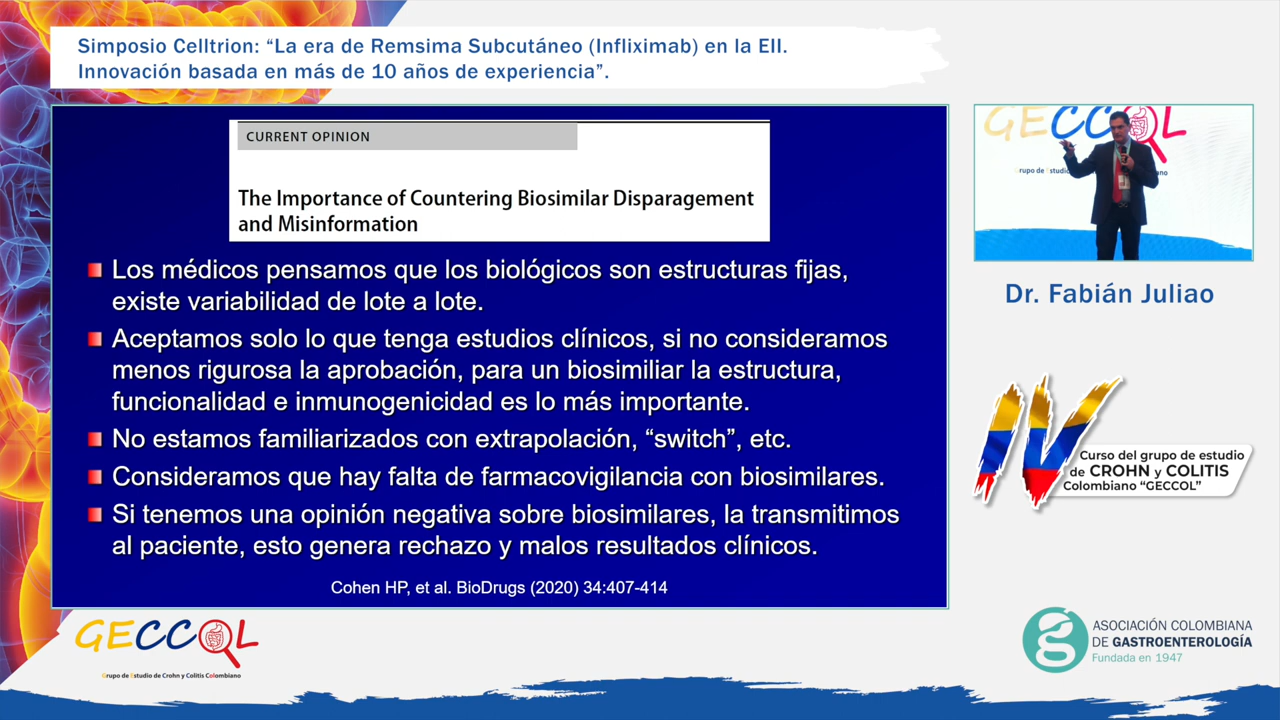 Simposio Celltrion: “La era de Remsima Subcutáneo (Infliximab) en la EII.
Innovación basada en más de 10 años de experiencia”.
CURRENT OPINION
The Importance of Countering Biosimilar Disparagement
and Misinformation
Los médicos pensamos que los biológicos son estructuras fijas,
existe variabilidad de lote a lote.
Aceptamos solo lo que tenga estudios clínicos, si no consideramos
menos rigurosa la aprobación, para un biosimiliar la estructura,
funcionalidad e inmunogenicidad es lo más importante.
No estamos familiarizados con extrapolación, “switch”, etc.
Consideramos que hay falta de farmacovigilancia con biosimilares.
Si tenemos una opinión negativa sobre biosimilares, la transmitimos
al paciente, esto genera rechazo y malos resultados clínicos.
Cohen HP, et al. BioDrugs (2020) 34:407-414
GECCOL
Dr. Fabián Juliao
IV
Curso del grupo de estudio
de CROHN y COLITIS
Colombiano “GECCOL”
GECCOL
Grupo de Estudio de Crohn y Colitis Colombiano
ASOCIACIÓN COLOMBIANA
DE GASTROENTEROLOGÍA
Fundada en 1947